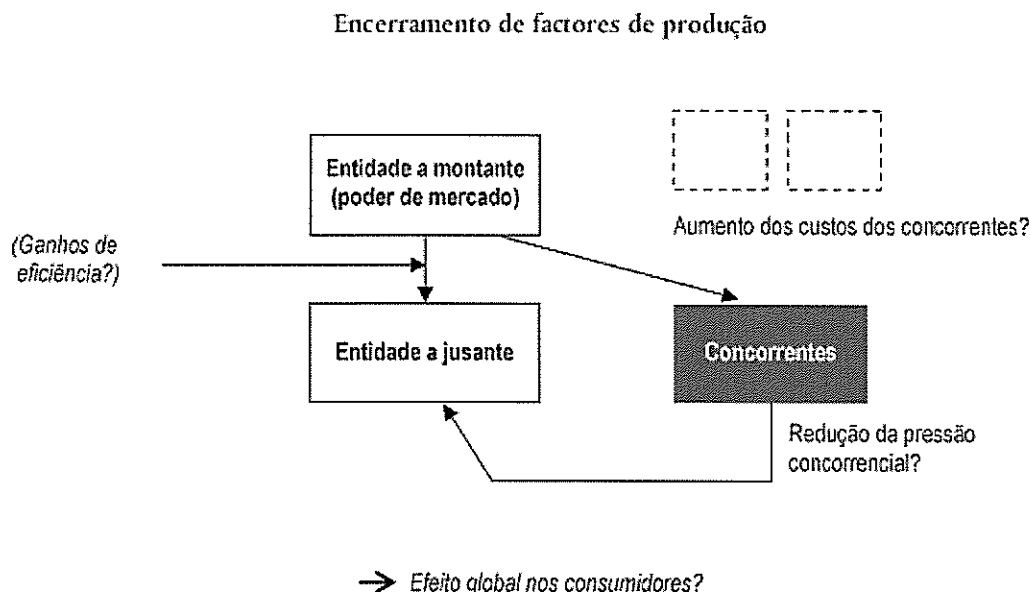 Encerramento de factores de produção
Entidade a montante
(poder de mercado)
Aumento dos custos dos concorrentes?
(Ganhos de
eficiência?)
Entidade a jusante
Concorrentes
Redução da pressão
concorrencial?
Efeito global nos consumidores?